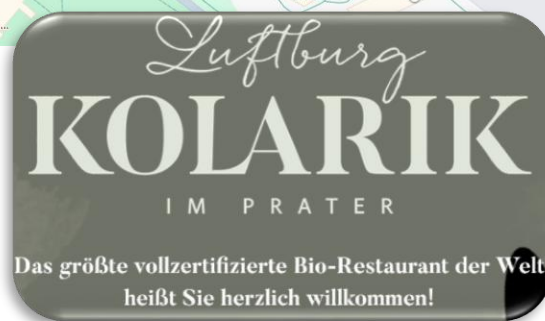 Luftburg
KOLARIK
IM PRATER
Das größte vollzertifizierte Bio-Restaurant der Welt
heißt Sie herzlich willkommen!